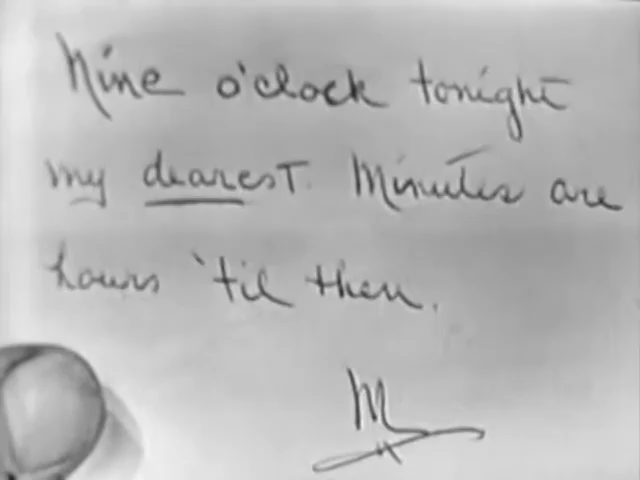 Nine o'clock tonight
my dearest. Minutes are
hours 'til then.
M